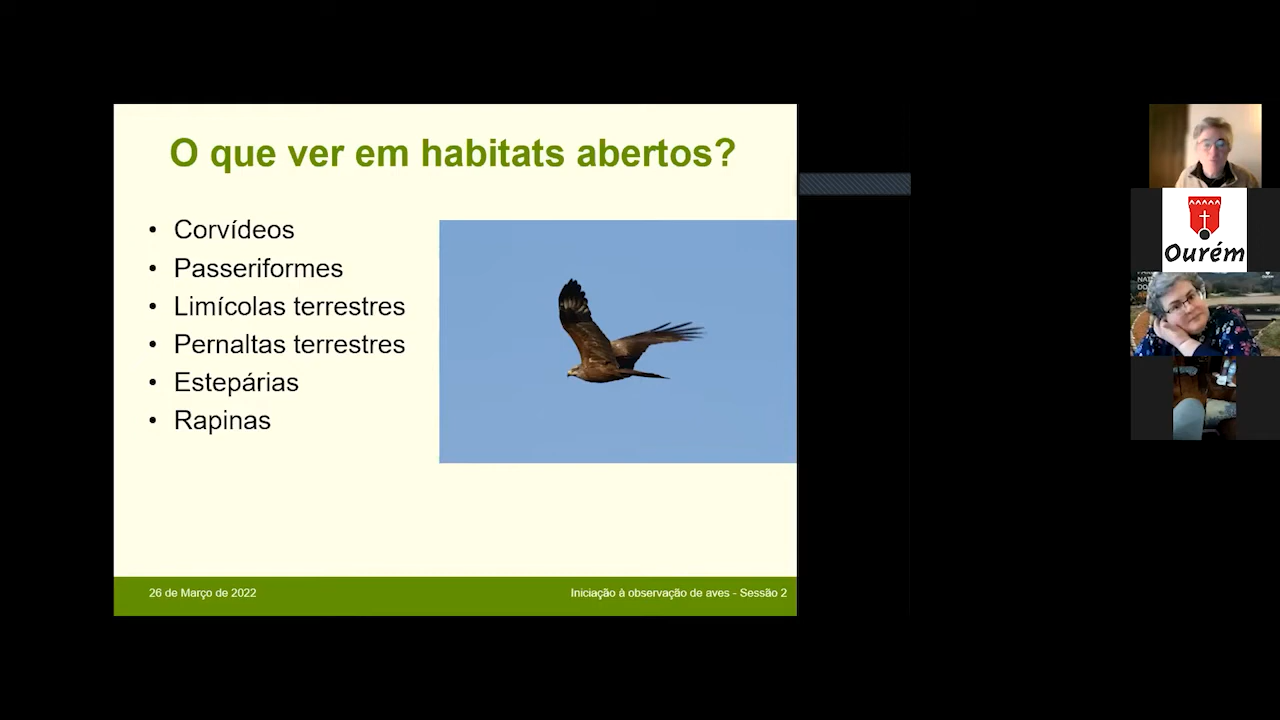 O que ver em habitats abertos?
• Corvídeos
• Passeriformes
• Limícolas terrestres
• Pernaltas terrestres
• Estepárias
• Rapinas
26 de Março de 2022
Iniciação à observação de aves - Sessão 2
Ourém